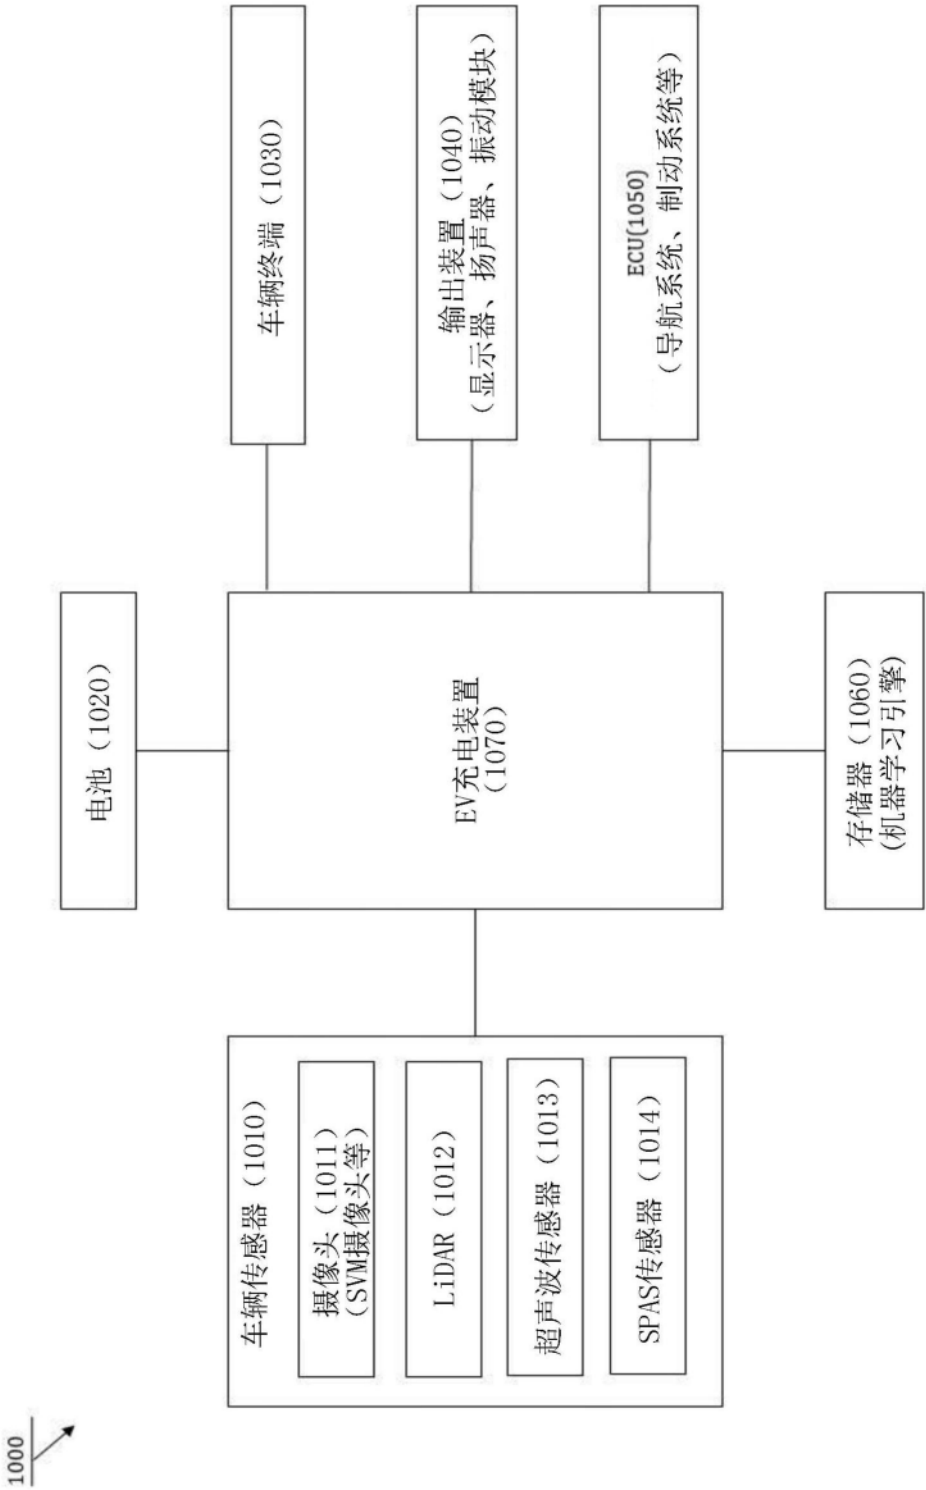 1000
电池（1020）
车辆传感器（1010）
摄像头（1011）
（SVM摄像头等）
LiDAR（1012）
超声波传感器（1013）
SPAS传感器（1014）
EV充电装置
（1070）
车辆终端（1030）
输出装置（1040）
（显示器、扬声器、振动模块）
ECU(1050)
（导航系统、制动系统等）
存储器（1060）
(机器学习引擎)